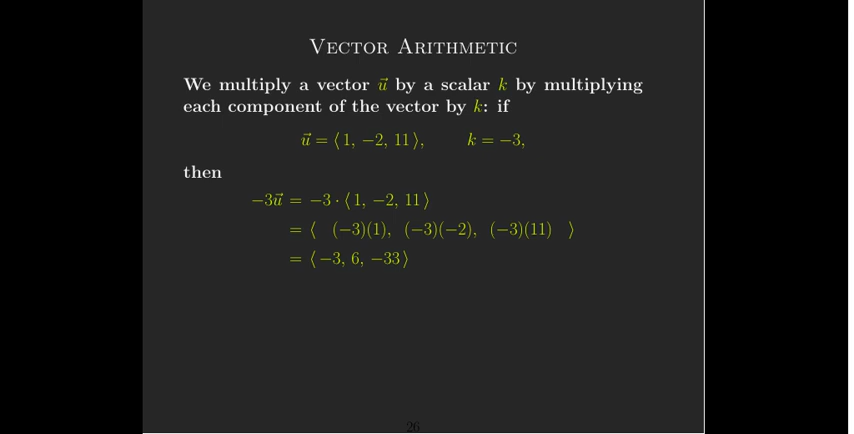 Vector Arithmetic
We multiply a vector u⃗ by a scalar k by multiplying
each component of the vector by k: if
u⃗ = ⟨1, −2, 11⟩, k = −3,
then
−3u⃗ = −3 · ⟨1, −2, 11⟩
= ⟨ (−3)(1), (−3)(−2), (−3)(11) ⟩
= ⟨−3, 6, −33⟩
26